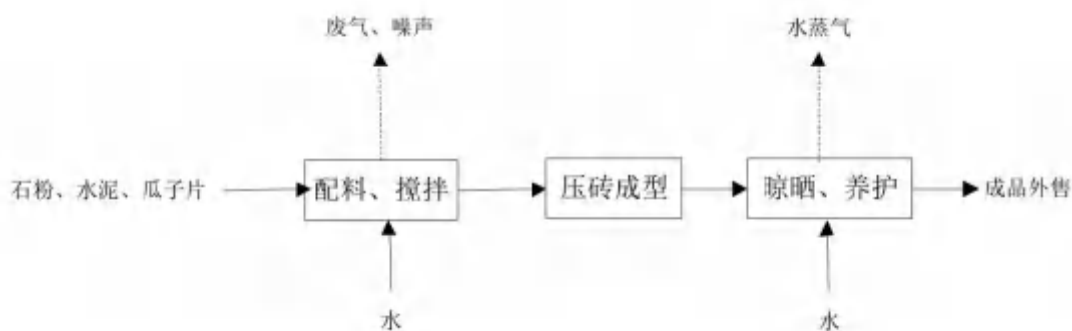 废气、噪声
水蒸气
石粉、水泥、瓜子片
配料、搅拌
压砖成型
晾晒、养护
成品外售
水
水